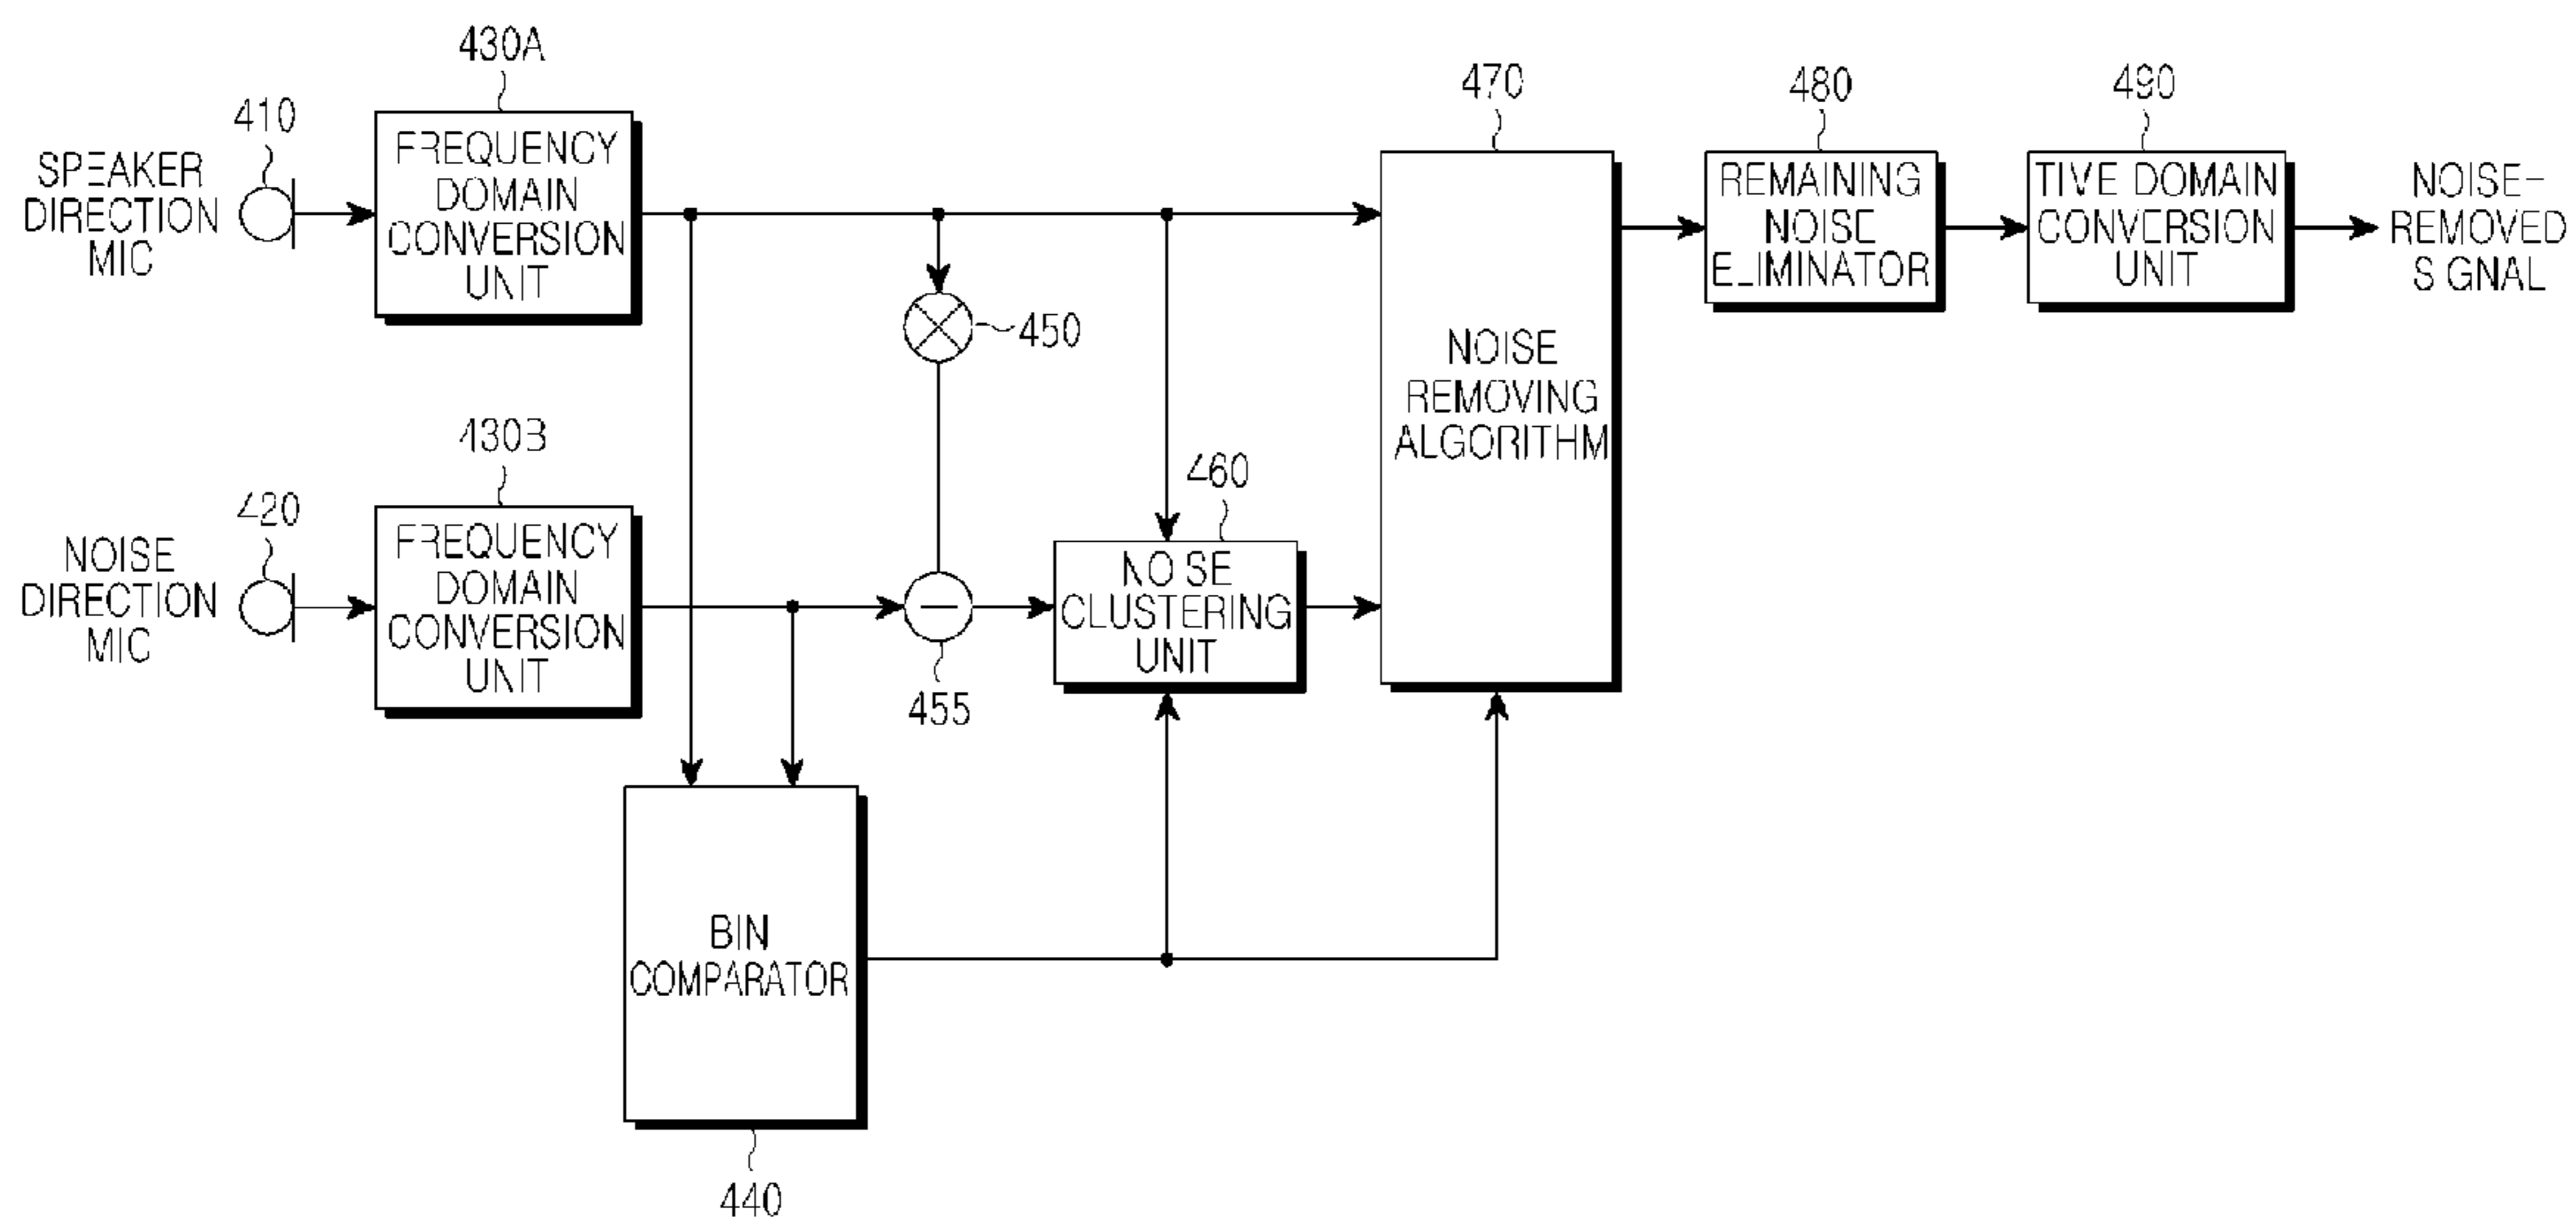 430A
410
SPEAKER
DIRECTION
MIC
FREQUENCY
DOMAIN
CONVERSION
UNIT
470
480
490
REMAINING
NOISE
ELIMINATOR
TIVE DOMAIN
CONVERSION
UNIT
NOISE-
REMOVED
SIGNAL
450
NOISE
REMOVING
ALGORITHM
430B
420
NOISE
DIRECTION
MIC
FREQUENCY
DOMAIN
CONVERSION
UNIT
455
460
NOISE
CLUSTERING
UNIT
BIN
COMPARATOR
440